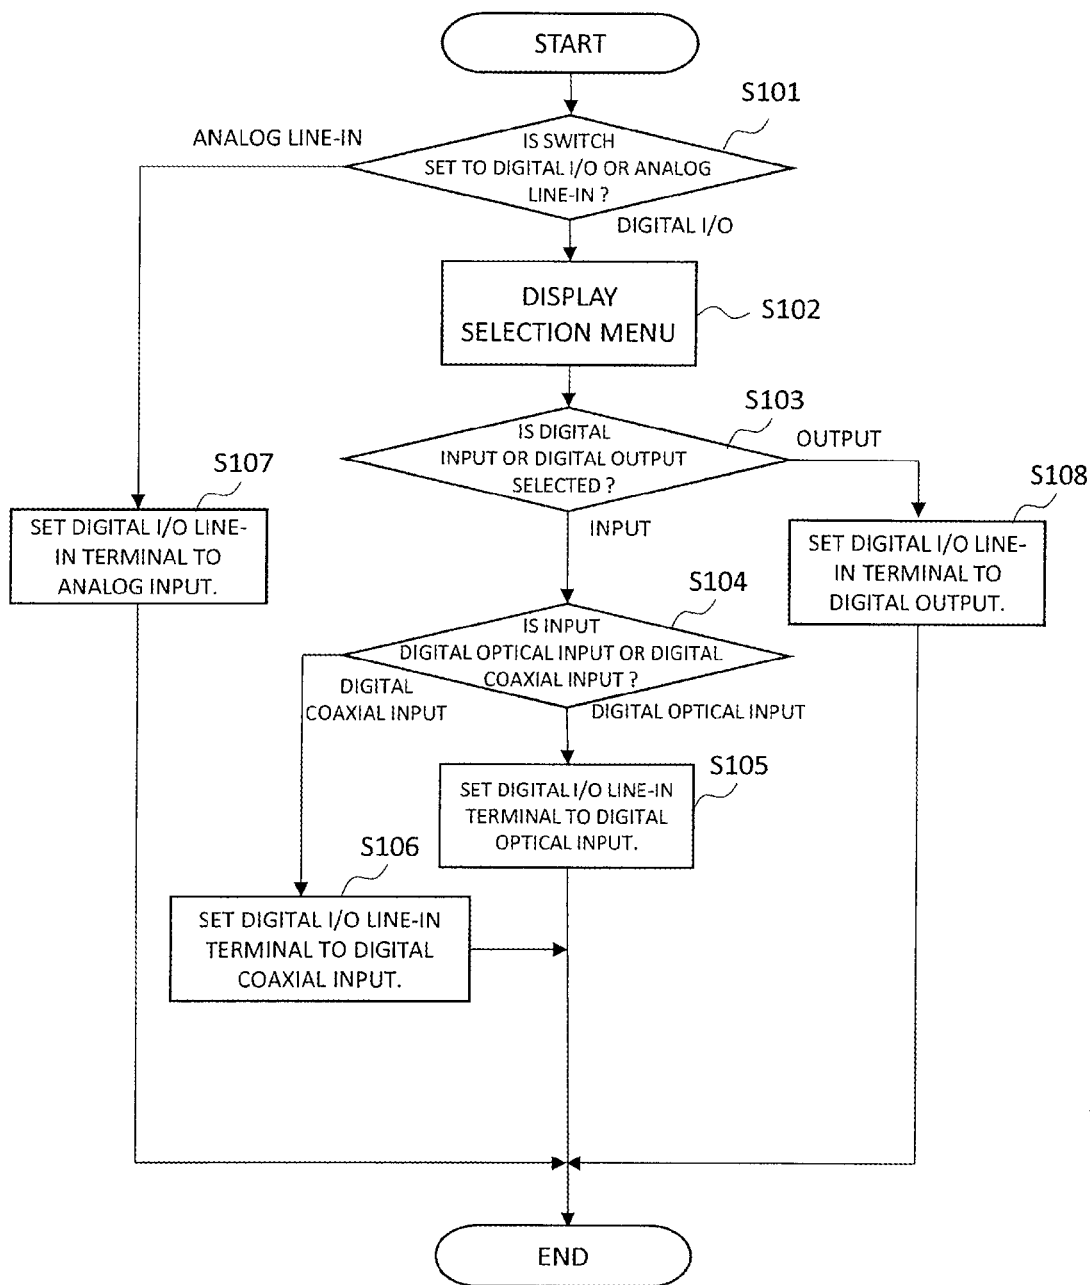 START
S101
ANALOG LINE-IN
IS SWITCH
SET TO DIGITAL I/O OR ANALOG
LINE-IN ?
DIGITAL I/O
DISPLAY
SELECTION MENU
S102
S103
IS DIGITAL
INPUT OR DIGITAL OUTPUT
SELECTED ?
OUTPUT
INPUT
S107
SET DIGITAL I/O LINE-
IN TERMINAL TO
ANALOG INPUT.
S108
SET DIGITAL I/O LINE-
IN TERMINAL TO
DIGITAL OUTPUT.
S104
IS INPUT
DIGITAL OPTICAL INPUT OR DIGITAL
COAXIAL INPUT ?
DIGITAL
COAXIAL INPUT
DIGITAL OPTICAL INPUT
S105
SET DIGITAL I/O LINE-IN
TERMINAL TO DIGITAL
OPTICAL INPUT.
S106
SET DIGITAL I/O LINE-IN
TERMINAL TO DIGITAL
COAXIAL INPUT.
END